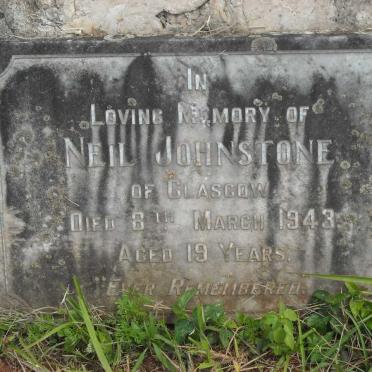 IN
LOVING MEMORY OF
NEIL JOHNSTONE
OF GLASGOW
DIED 8TH MARCH 1943
AGED 19 YEARS.
"EVER REMEMBERED.